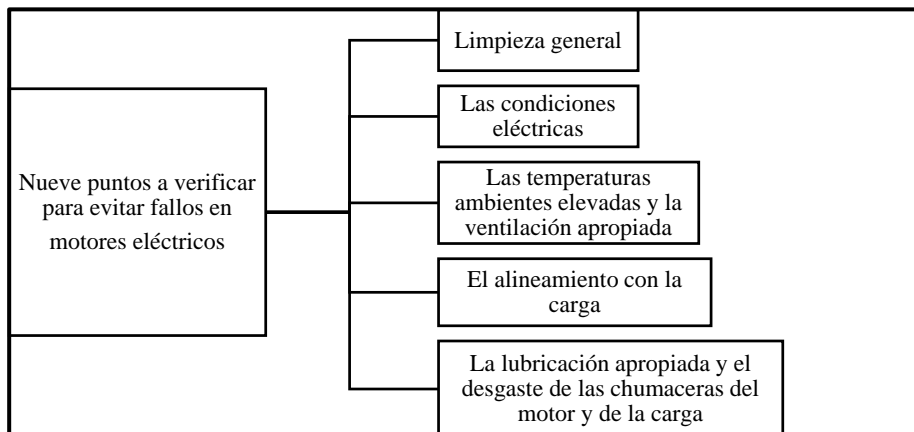 Limpieza general
Las condiciones
eléctricas
Nueve puntos a verificar
para evitar fallos en
motores eléctricos
Las temperaturas
ambientes elevadas y la
ventilación apropiada
El alineamiento con la
carga
La lubricación apropiada y el
desgaste de las chumaceras del
motor y de la carga